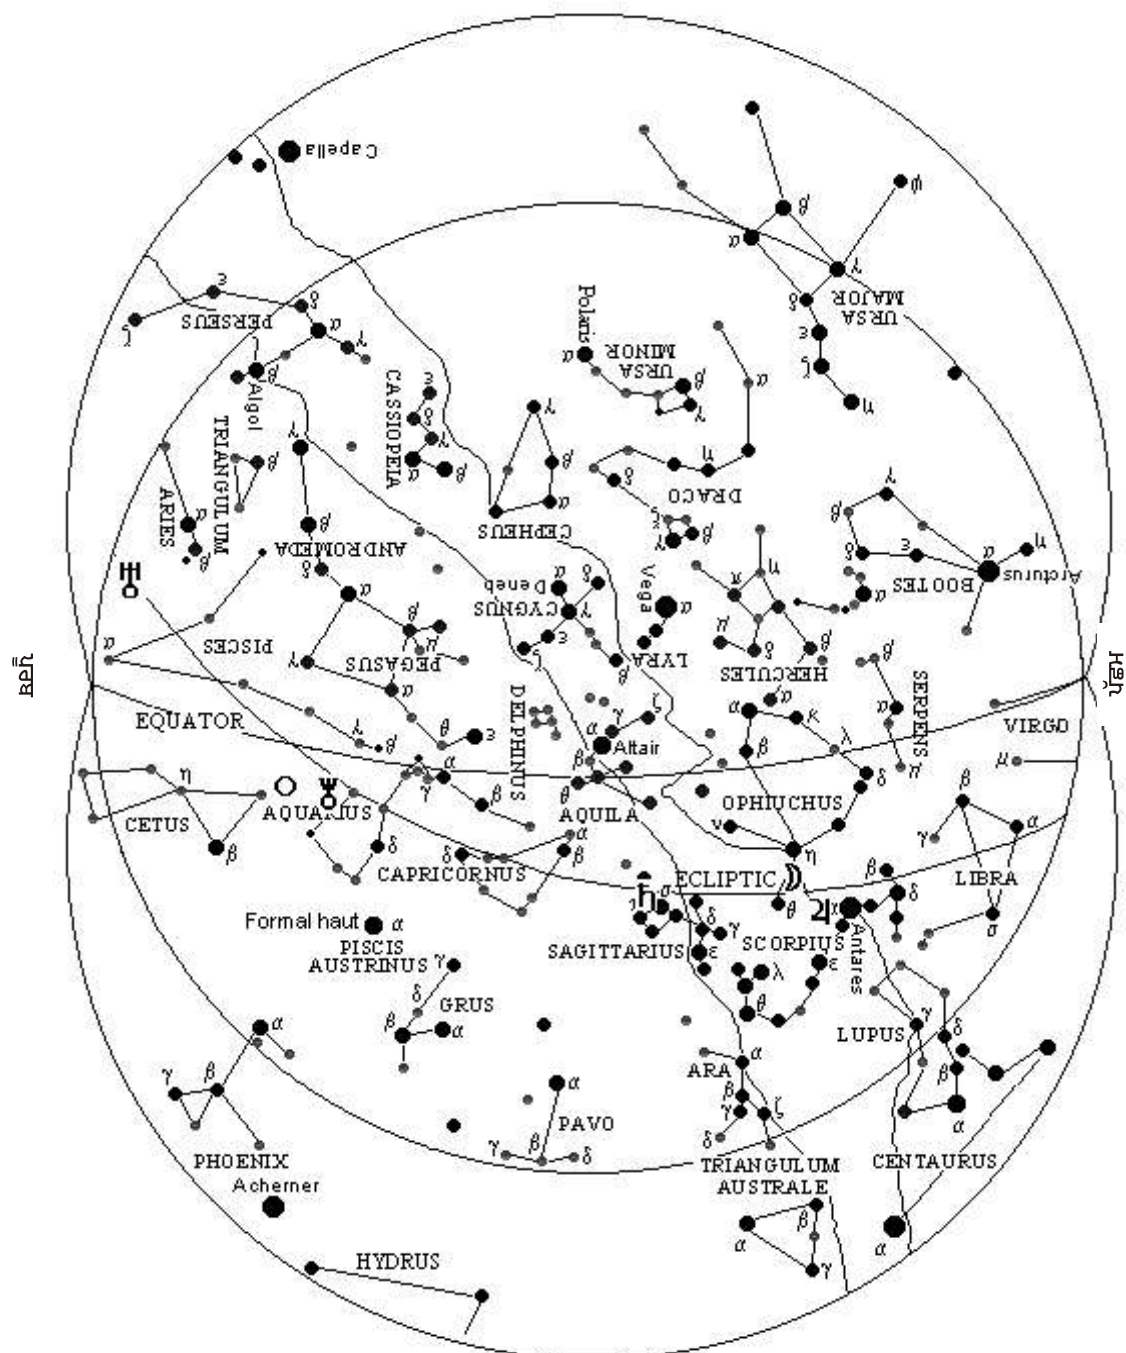 Capella
α
β
φ
α
γ
URSA
MAJOR
δ
ε
ζ
η
ε
δ
PERSEUS
ζ
α
γ
β
Algol
Polaris
α
URSA
MINOR
β
γ
α
CASSIOPEIA
ε
δ
γ
α
β
γ
β
α
CEPHEUS
TRIANGULUM
β
γ
ARIES
α
β
β
ANDROMEDA
δ
η
δ
DRACO
ξ
β
γ
γ
β
δ
ε
α
η
BOOTES
Arcturus
α
Deneb
δ
CYGNUS
γ
ε
ζ
β
Vega
α
LYRA
π
η
μ
δ
β
HERCULES
α
PISCES
α
γ
β
α
β
μ
PEGASUS
γ
α
θ
ε
DELPHINUS
ζ
γ
α
Attair
β
θ
AQUILA
α
α
κ
λ
β
δ
OPHIUCHUS
ν
η
SERPENS
α
μ
VIRGO
μ
EQUATOR
CETUS
η
β
AQUARIUS
α
γ
β
δ
CAPRICORNUS
δ
α
β
ECLIPTIC
θ
β
δ
LIBRA
β
γ
α
σ
Formal haut
α
PISCIS
AUSTRINUS
σ
SAGITTARIUS
δ
γ
ε
SCORPIUS
α
Antares
ε
λ
θ
γ
GRUS
δ
β
α
LUPUS
γ
δ
β
α
α
γ
β
PHOENIX
Acherner
α
PAVO
γ
β
δ
ARA
α
β
γ
ζ
δ
TRIANGULUM
AUSTRALE
α
β
γ
CENTAURUS
α
HYDRUS